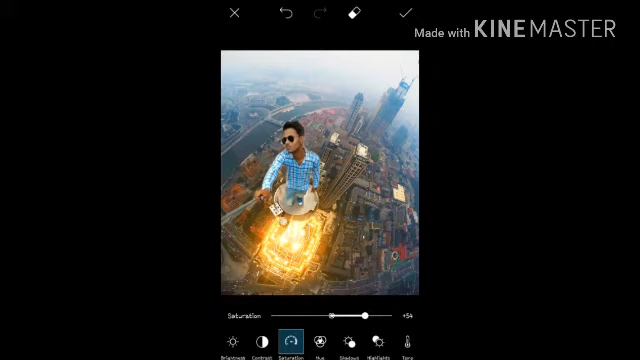 Made with KINEMASTER
Saturation +54
Brightness Contrast Saturation Hue Shadows Highlights Temp